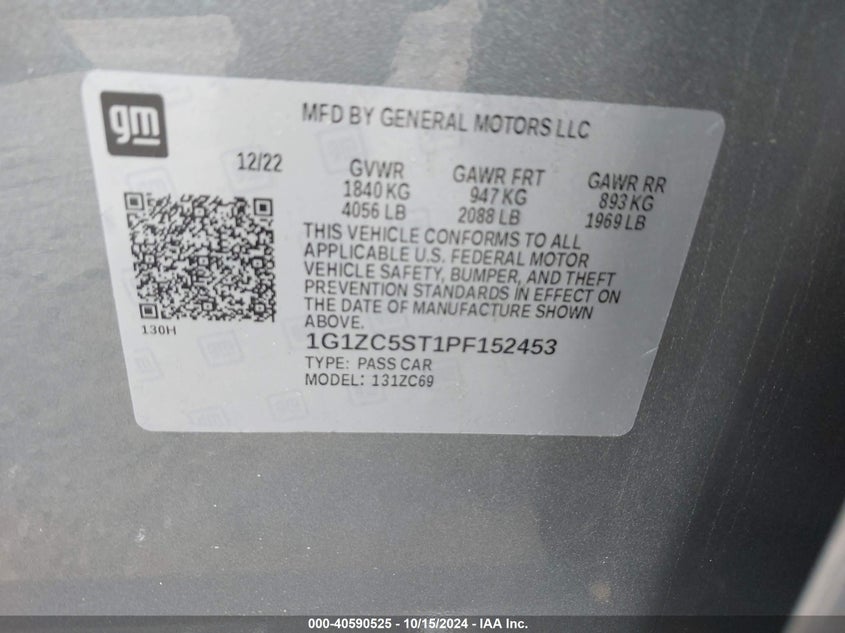 gm
MFD BY GENERAL MOTORS LLC
12/22
GVWR
1840 KG
4056 LB
GAWR FRT
947 KG
2088 LB
GAWR RR
893 KG
1969 LB
THIS VEHICLE CONFORMS TO ALL
APPLICABLE U.S. FEDERAL MOTOR
VEHICLE SAFETY, BUMPER, AND THEFT
PREVENTION STANDARDS IN EFFECT ON
THE DATE OF MANUFACTURE SHOWN
ABOVE.
130H
1G1ZC5ST1PF152453
TYPE: PASS CAR
MODEL: 131ZC69
000-40590525 - 10/15/2024 - IAA Inc.